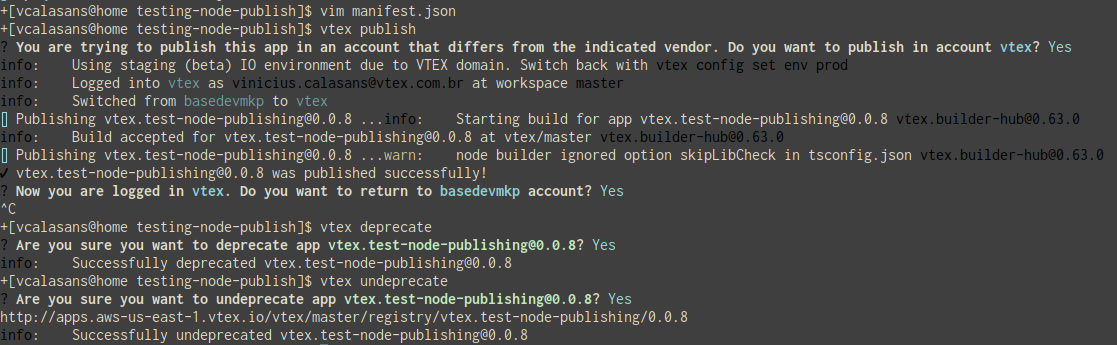 +[vcalasans@home testing-node-publish]$ vim manifest.json
+[vcalasans@home testing-node-publish]$ vtex publish
? You are trying to publish this app in an account that differs from the indicated vendor. Do you want to publish in account vtex? Yes
info:    Using staging (beta) IO environment due to VTEX domain. Switch back with vtex config set env prod
info:    Logged into vtex as vinicius.calasans@vtex.com.br at workspace master
info:    Switched from basedevmkp to vtex
▯ Publishing vtex.test-node-publishing@0.0.8 ...info:    Starting build for app vtex.test-node-publishing@0.0.8 vtex.builder-hub@0.63.0
info:    Build accepted for vtex.test-node-publishing@0.0.8 at vtex/master vtex.builder-hub@0.63.0
▯ Publishing vtex.test-node-publishing@0.0.8 ...warn:    node builder ignored option skipLibCheck in tsconfig.json vtex.builder-hub@0.63.0
✔ vtex.test-node-publishing@0.0.8 was published successfully!
? Now you are logged in vtex. Do you want to return to basedevmkp account? Yes
^C
+[vcalasans@home testing-node-publish]$ vtex deprecate
? Are you sure you want to deprecate app vtex.test-node-publishing@0.0.8? Yes
info:    Successfully deprecated vtex.test-node-publishing@0.0.8
+[vcalasans@home testing-node-publish]$ vtex undeprecate
? Are you sure you want to undeprecate app vtex.test-node-publishing@0.0.8? Yes
http://apps.aws-us-east-1.vtex.io/vtex/master/registry/vtex.test-node-publishing/0.0.8
info:    Successfully undeprecated vtex.test-node-publishing@0.0.8